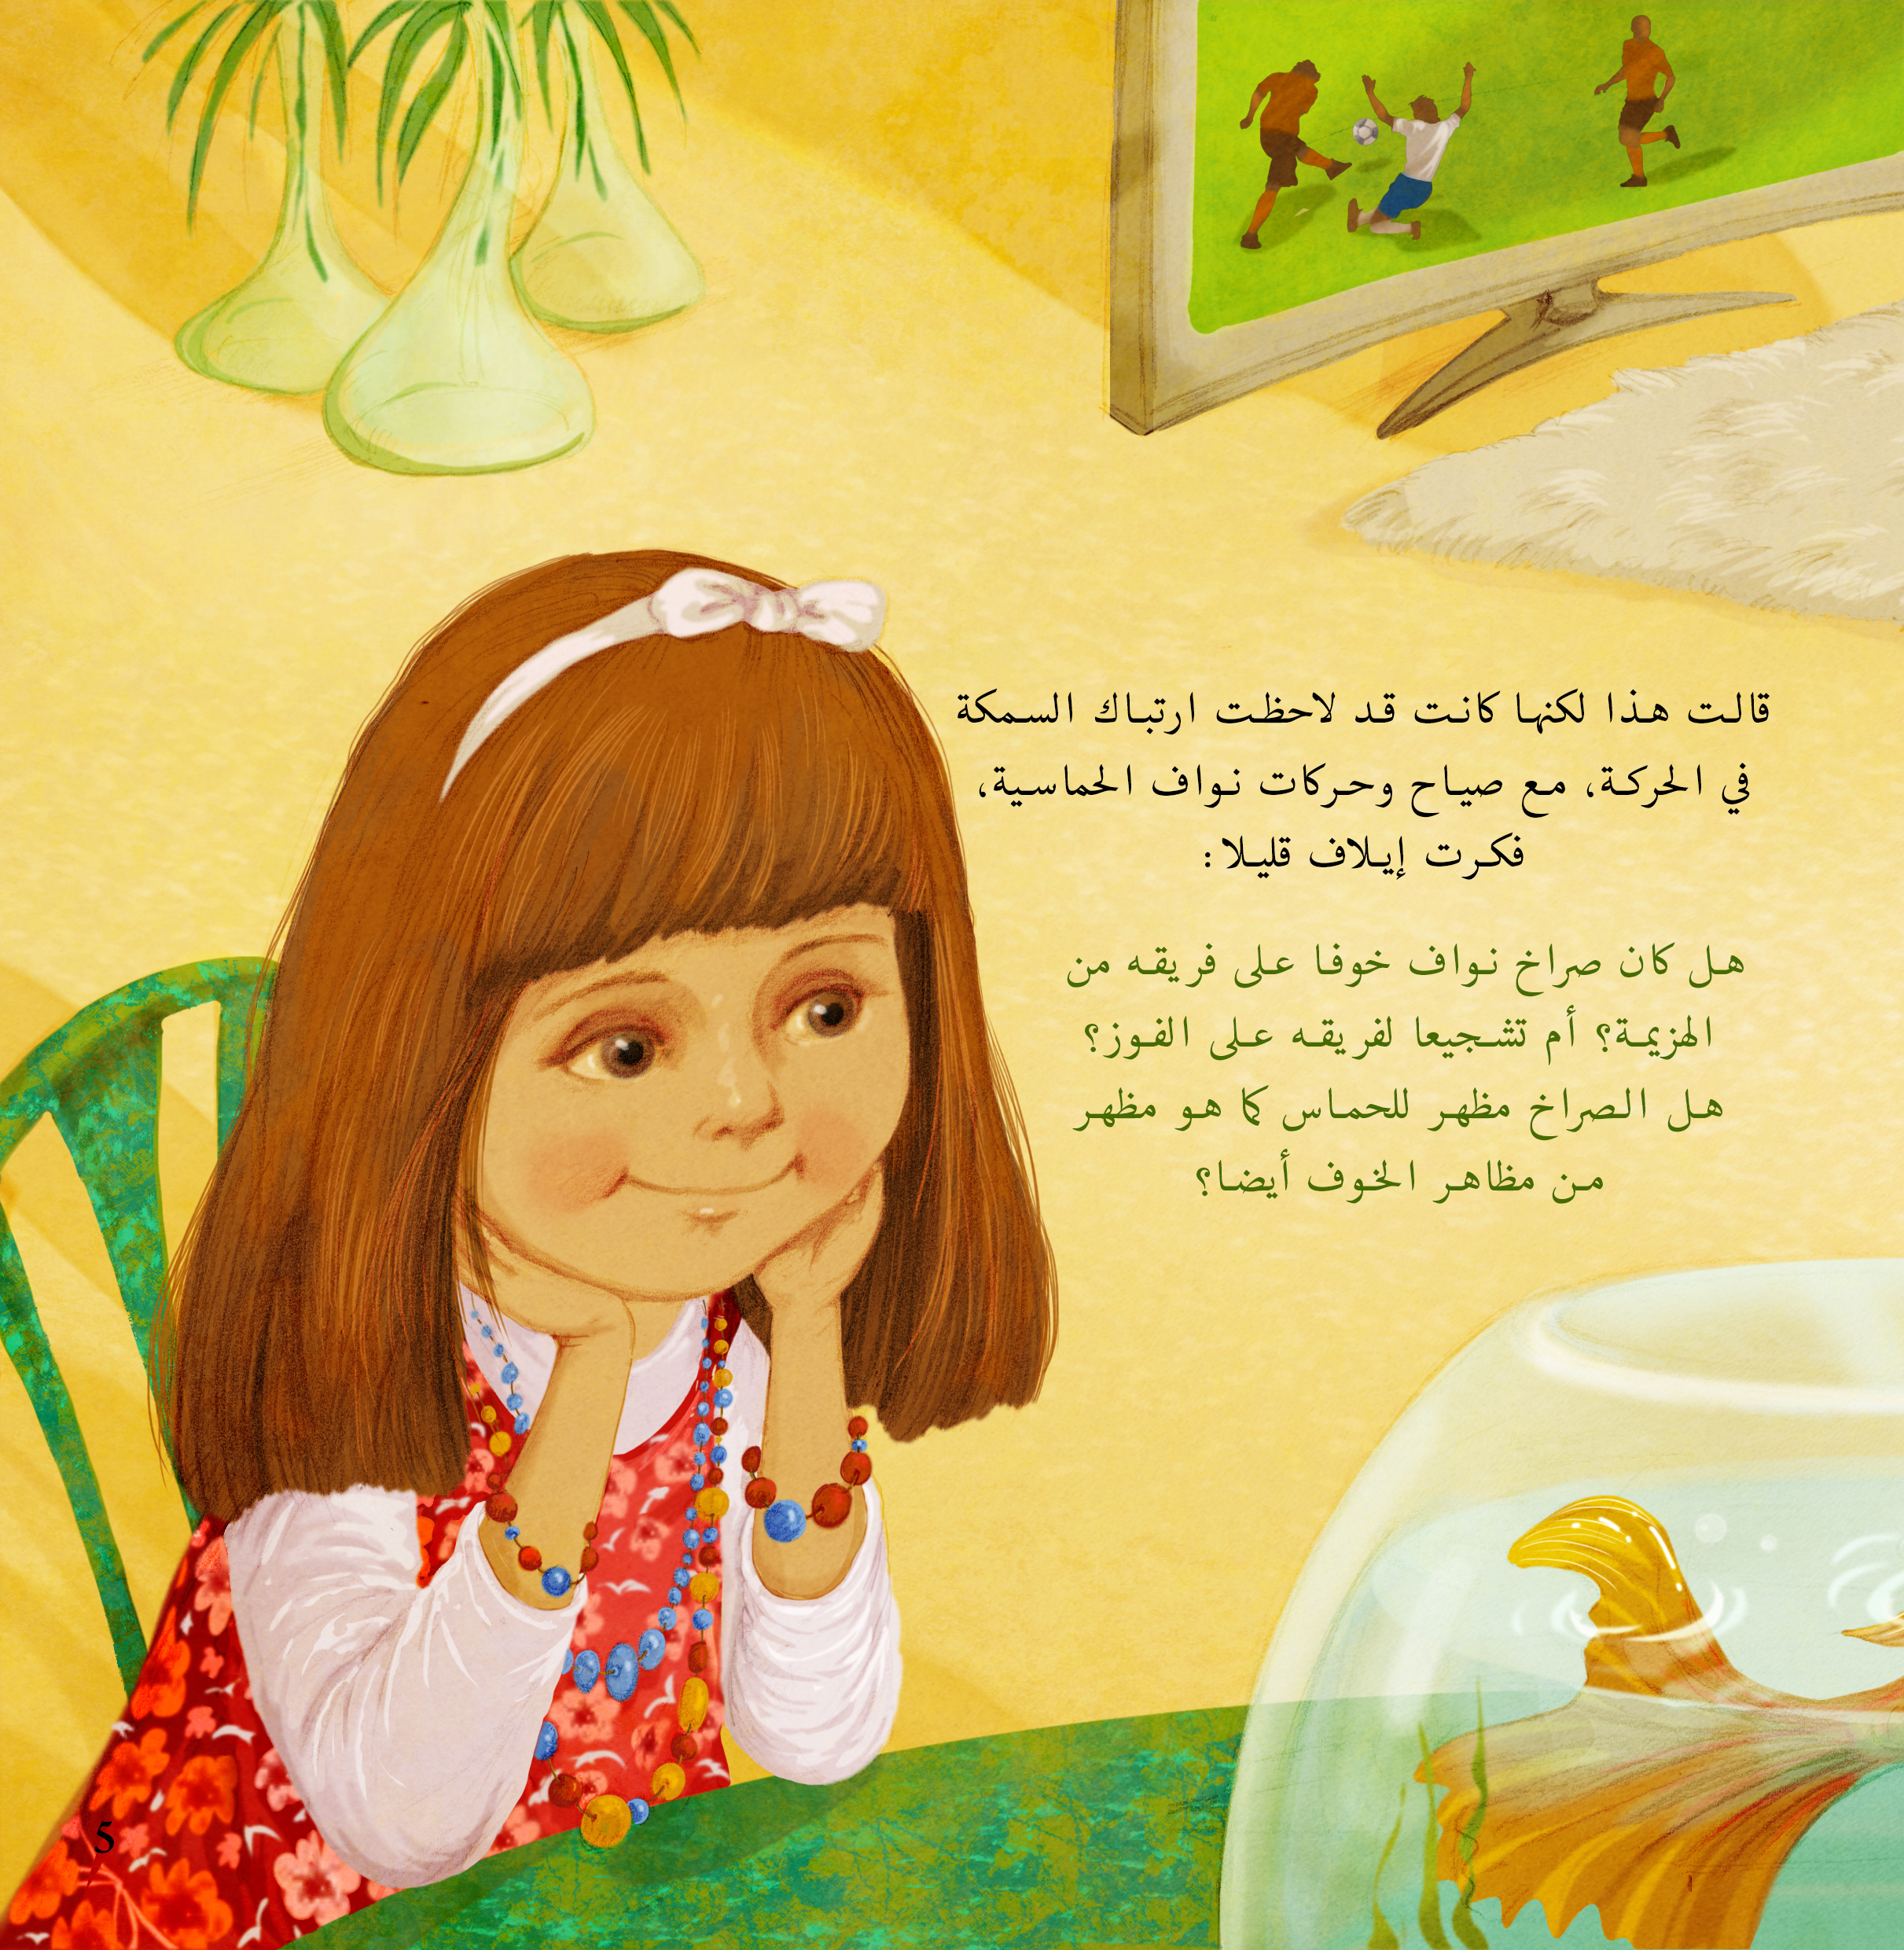 قالت هذا لكنها كانت قد لاحظت ارتباك السمكة
في الحركة، مع صياح وحركات نواف الحماسية،
فكرت إيلاف قليلا:
هل كان صراخ نواف خوفا على فريقه من
الهزيمة؟ أم تشجيعا لفريقه على الفوز؟
هل الصراخ مظهر للحماس كما هو مظهر
من مظاهر الخوف أيضا؟
5